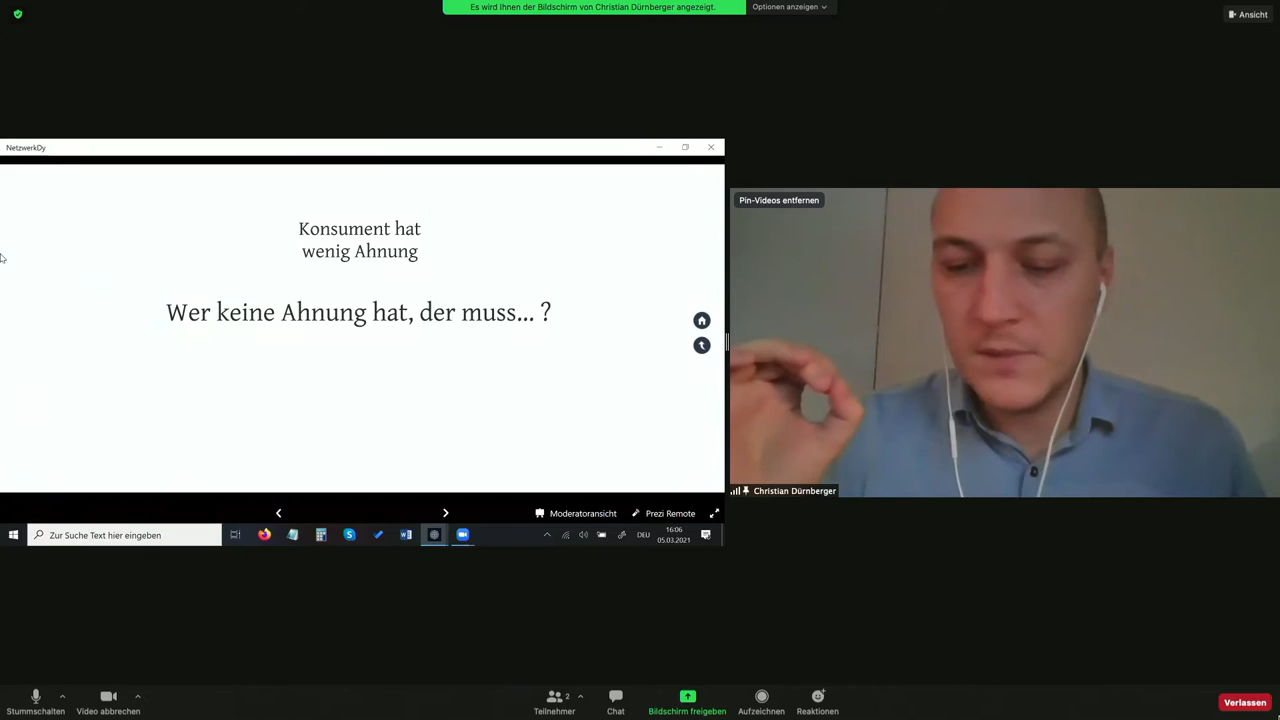 Es wird Ihnen der Bildschirm von Christian Dürnberger angezeigt.
Optionen anzeigen
Ansicht
NetzwerkDy
Konsument hat
wenig Ahnung
Wer keine Ahnung hat, der muss... ?
Pin-Videos entfernen
Christian Dürnberger
Moderatoransicht
Prezi Remote
Zur Suche Text hier eingeben
DEU
16:06
05.03.2021
Stummschalten
Video abbrechen
2
Teilnehmer
Chat
Bildschirm freigeben
Aufzeichnen
Reaktionen
Verlassen